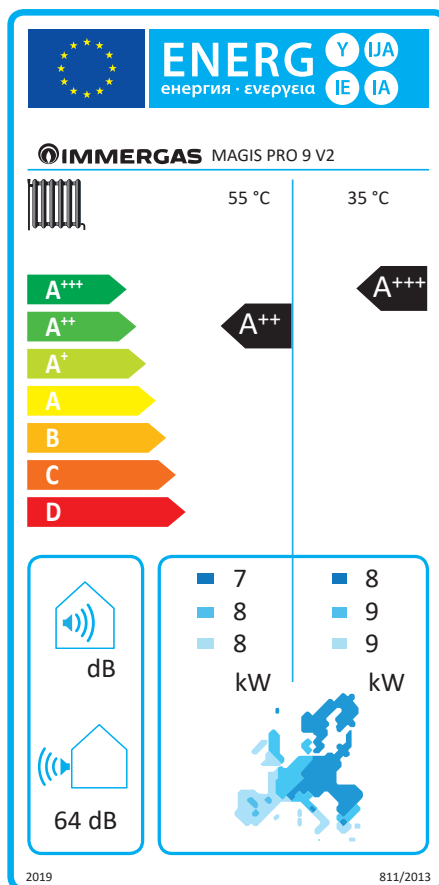 ENERG Y IJA
енергия · ενεργεια IE IA
IMMERGAS MAGIS PRO 9 V2
55 °C 35 °C
A+++ A+++
A++ A++
A+
A
B
C
D
7 8
8 9
8 9
dB kW kW
64 dB
2019 811/2013